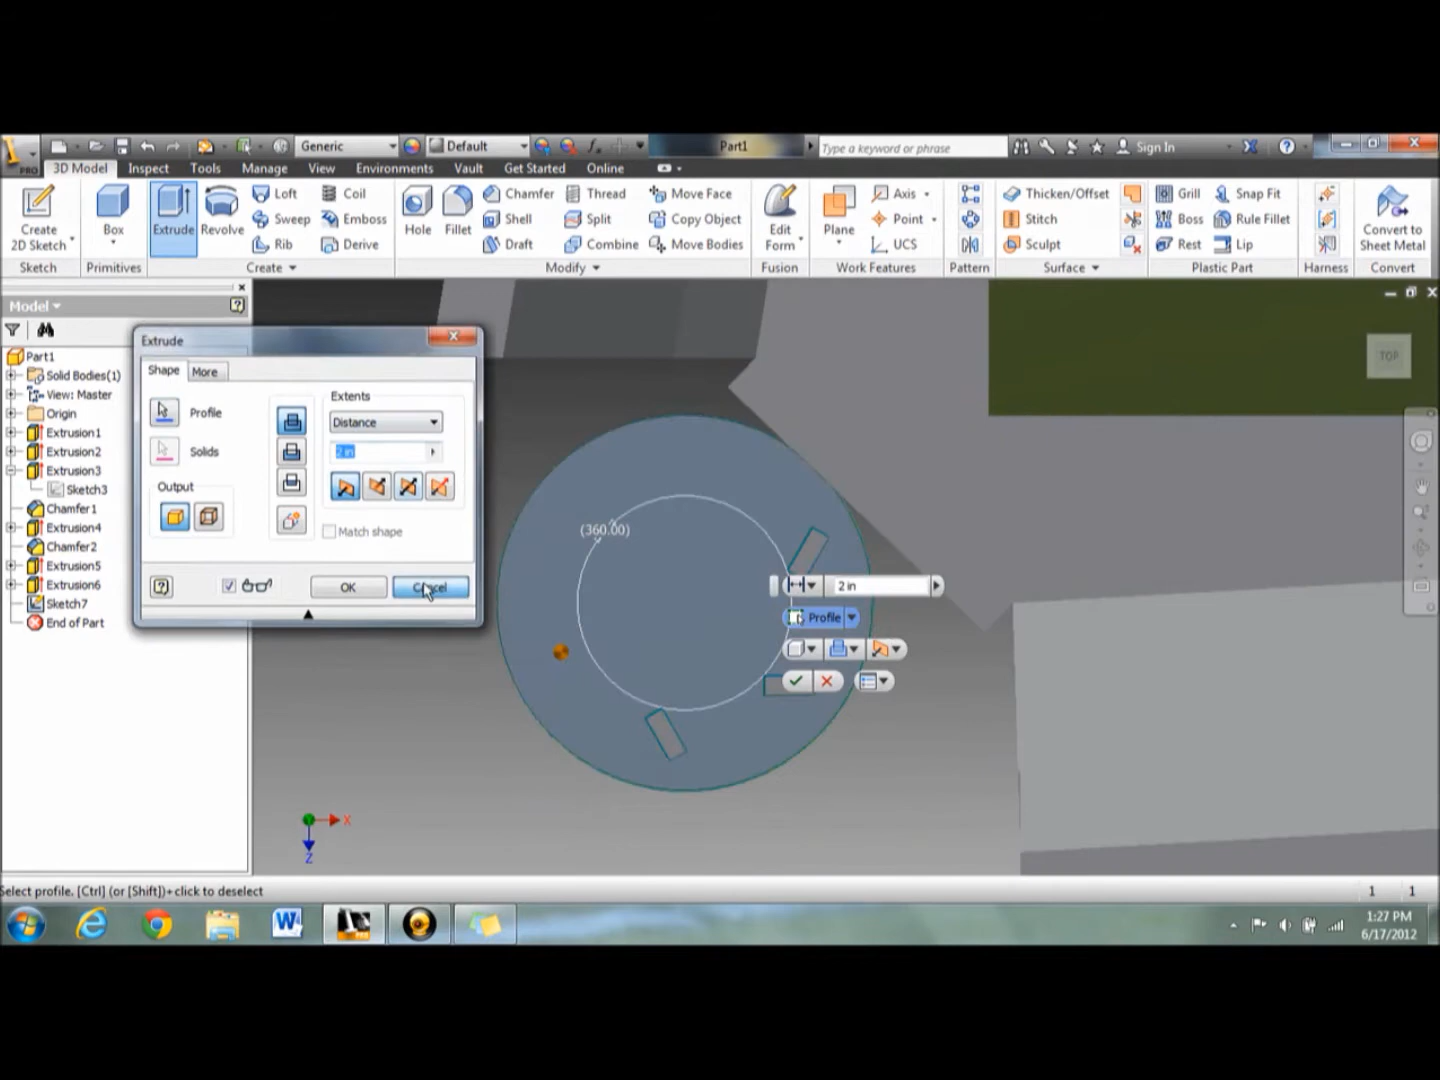 Generic
Default
Part1
Type a keyword or phrase
Sign In
PRO
3D Model
Inspect
Tools
Manage
View
Environments
Vault
Get Started
Online
Create
2D Sketch
Box
Extrude
Revolve
Loft
Sweep
Rib
Coil
Emboss
Derive
Hole
Fillet
Chamfer
Shell
Draft
Thread
Split
Combine
Move Face
Copy Object
Move Bodies
Edit
Form
Plane
Axis
Point
UCS
Thicken/Offset
Stitch
Sculpt
Grill
Boss
Rest
Snap Fit
Rule Fillet
Lip
Convert to
Sheet Metal
Sketch
Primitives
Create
Modify
Fusion
Work Features
Pattern
Surface
Plastic Part
Harness
Convert
Model
Part1
Solid Bodies(1)
View: Master
Origin
Extrusion1
Extrusion2
Extrusion3
Sketch3
Chamfer1
Extrusion4
Chamfer2
Extrusion5
Extrusion6
Sketch7
End of Part
Extrude
Shape
More
Profile
Solids
Output
Extents
Distance
2 in
Match shape
OK
Cancel
TOP
(360.00)
2 in
Profile
X
Z
Select profile. [Ctrl] (or [Shift])+click to deselect
1 1
PRO
1:27 PM
6/17/2012